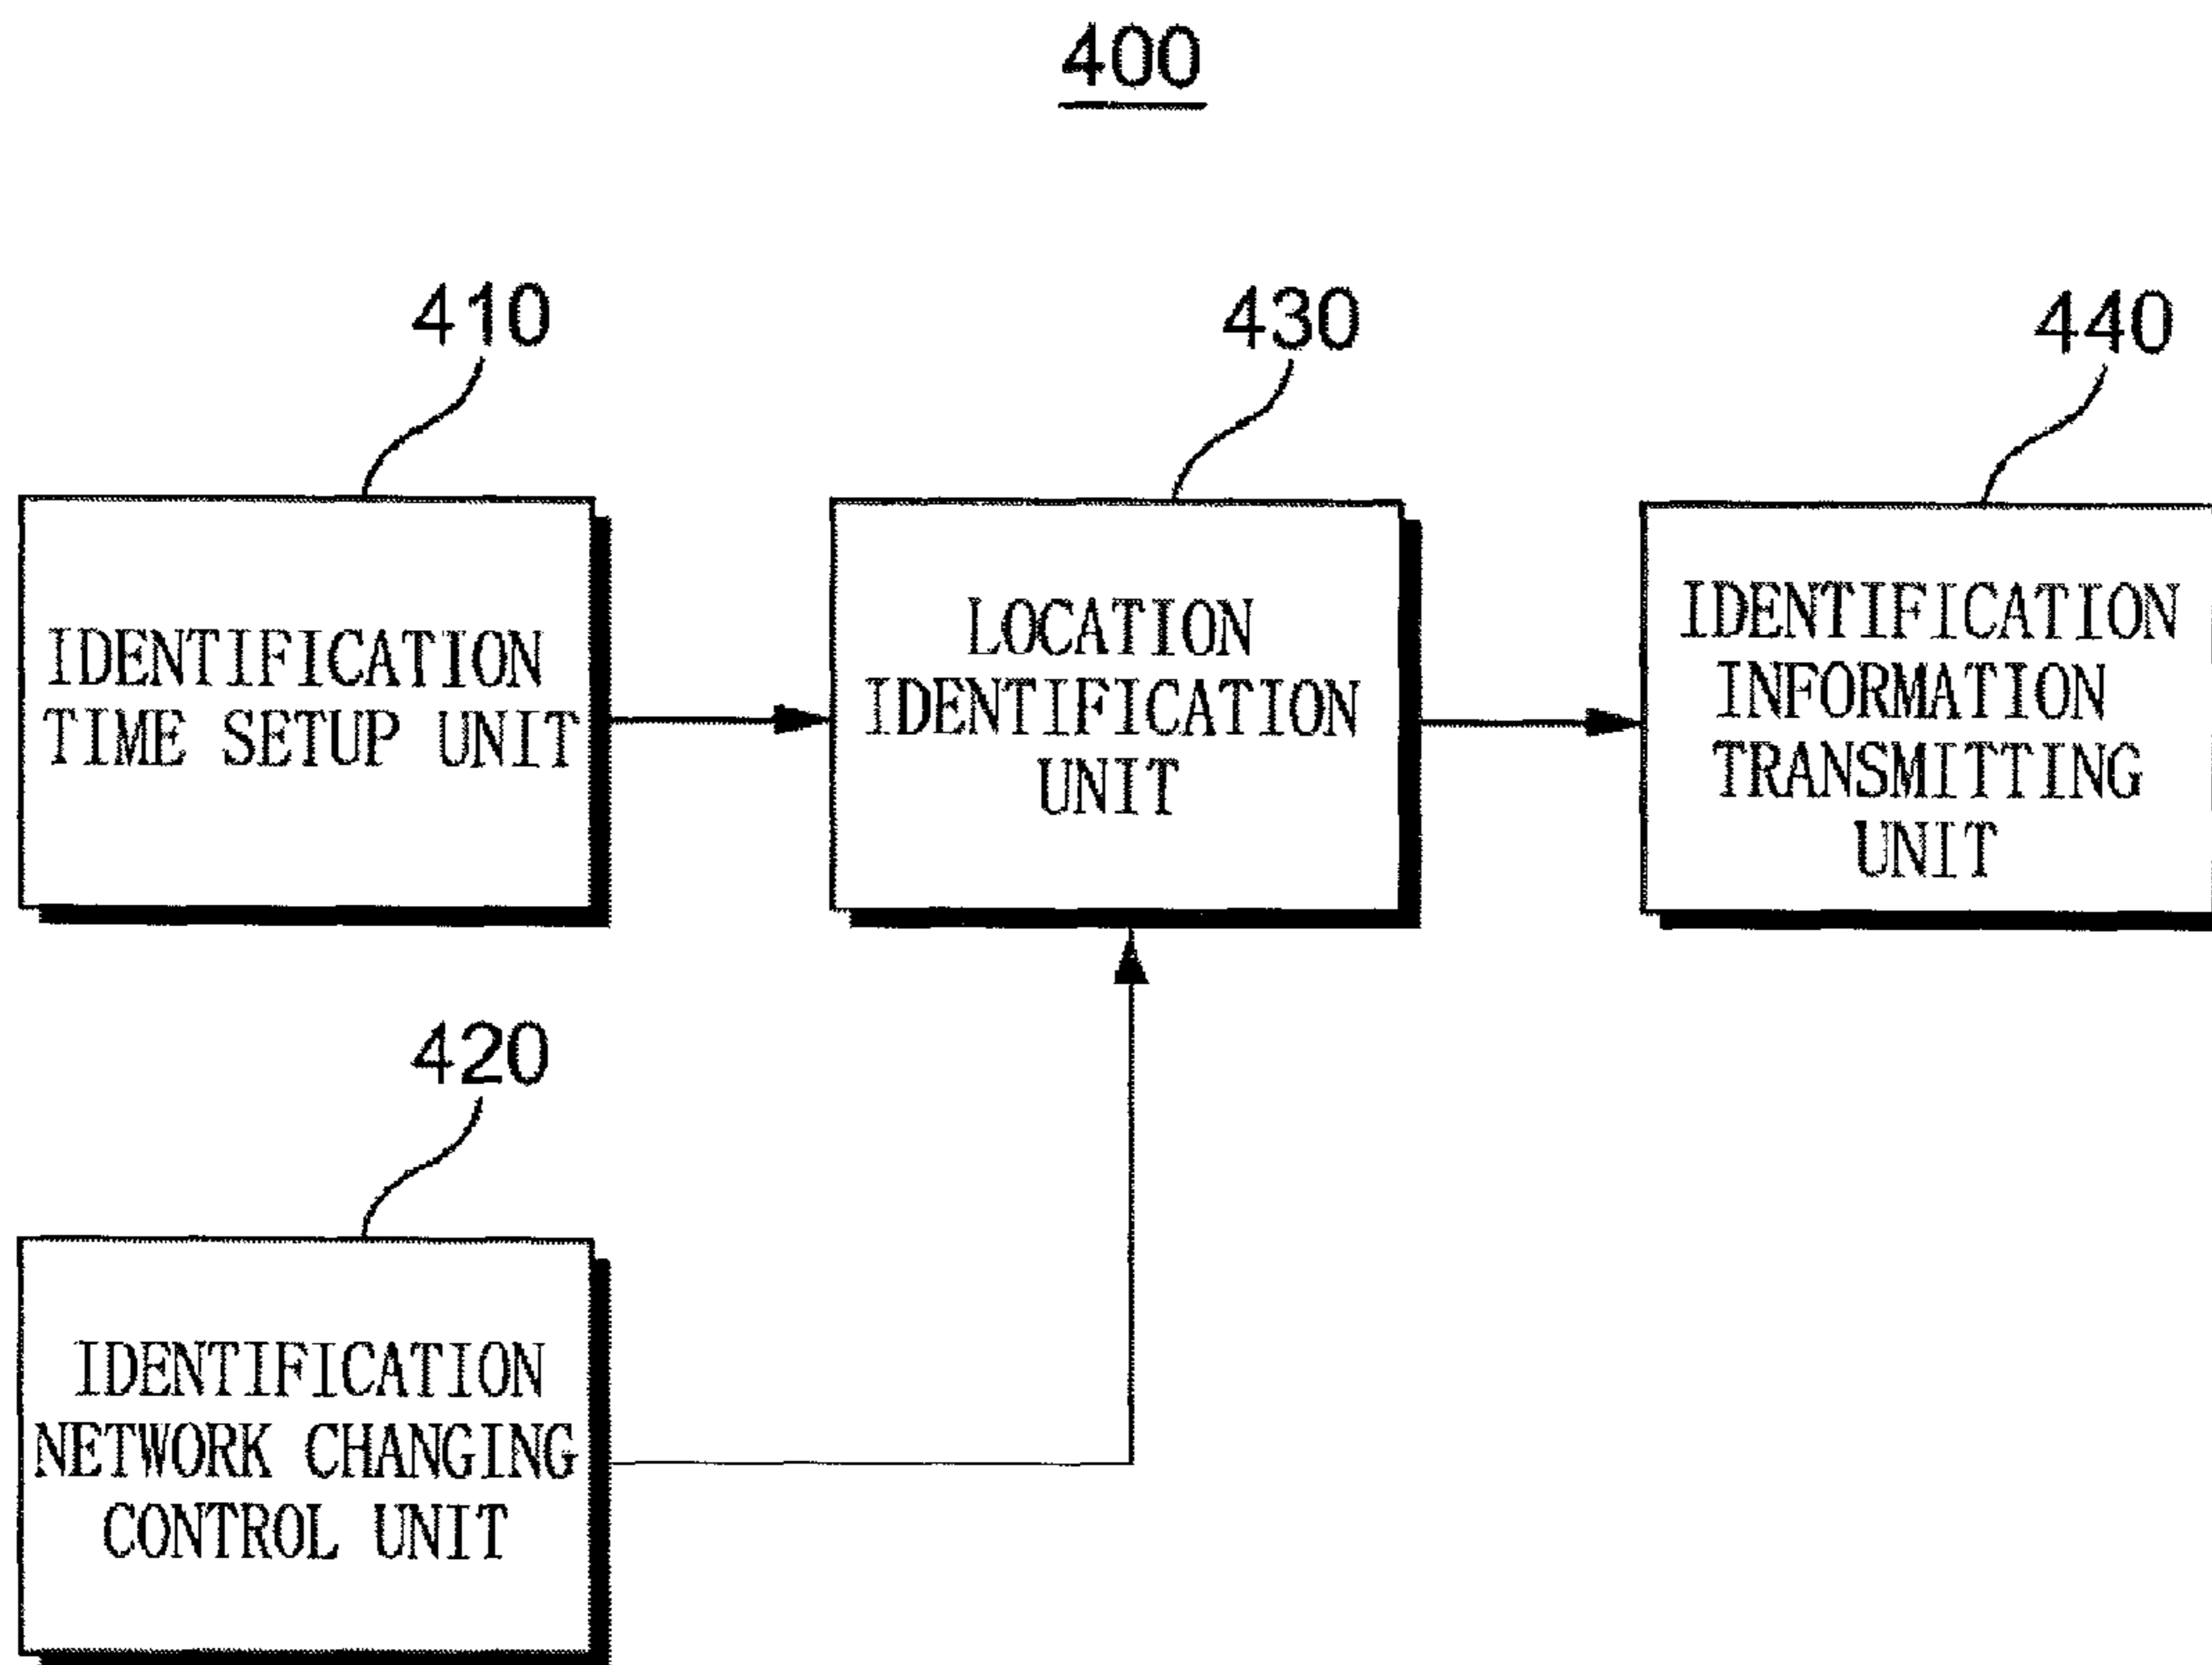 400
410
430
440
IDENTIFICATION
TIME SETUP UNIT
LOCATION
IDENTIFICATION
UNIT
IDENTIFICATION
INFORMATION
TRANSMITTING
UNIT
420
IDENTIFICATION
NETWORK CHANGING
CONTROL UNIT